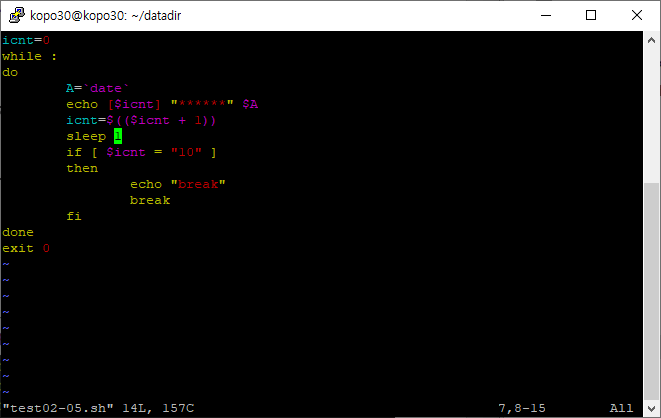 kopo30@kopo30: ~/datadir
icnt=0
while :
do
        A=`date`
        echo [$icnt] "******" $A
        icnt=$(($icnt + 1))
        sleep 1
        if [ $icnt = "10" ]
        then
                echo "break"
                break
        fi
done
exit 0
~
~
~
~
~
~
~
~
~
"test02-05.sh" 14L, 157C 7,8-15 All